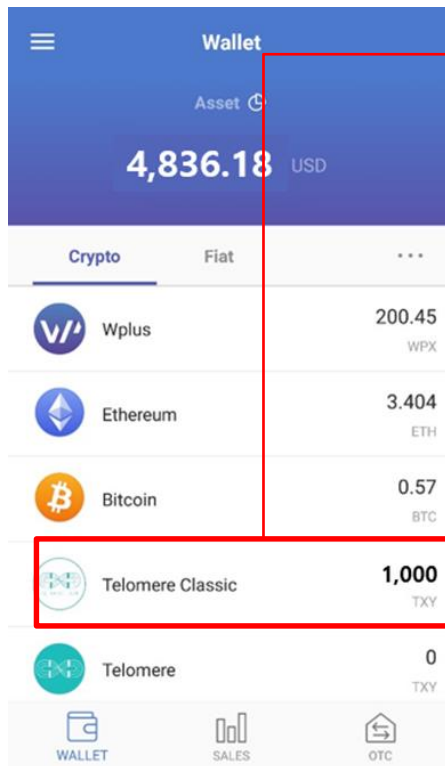 Wallet
Asset
4,836.18 USD
Crypto Fiat ...
Wplus 200.45
WPX
Ethereum 3.404
ETH
Bitcoin 0.57
BTC
Telomere Classic 1,000
TXY
Telomere 0
TXY
WALLET SALES OTC